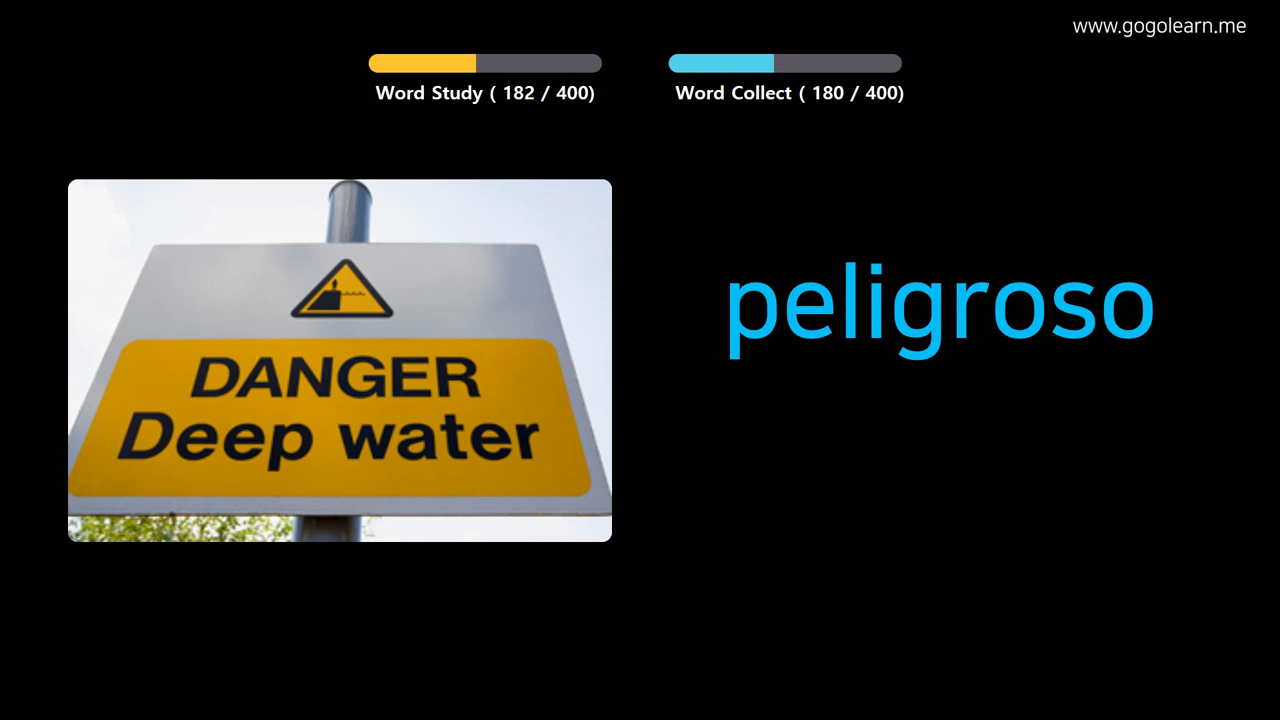 www.gogolearn.me
Word Study ( 182 / 400)
Word Collect ( 180 / 400)
DANGER
Deep water
peligroso